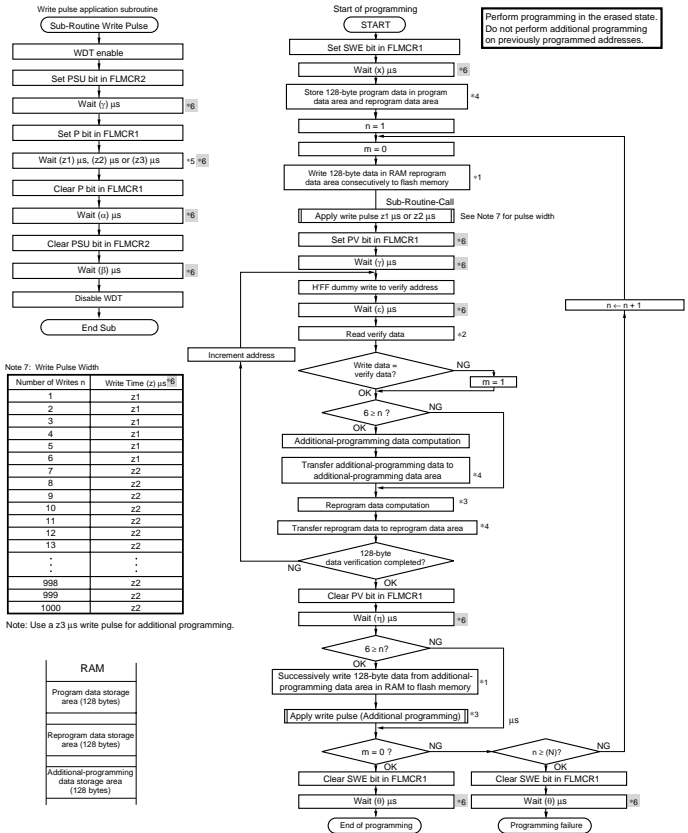 Write pulse application subroutine
Sub-Routine Write Pulse
WDT enable
Set PSU bit in FLMCR2
Wait (γ) μs
*6
Set P bit in FLMCR1
Wait (z1) μs, (z2) μs or (z3) μs
*5 *6
Clear P bit in FLMCR1
Wait (α) μs
*6
Clear PSU bit in FLMCR2
Wait (β) μs
*6
Disable WDT
End Sub
Note 7: Write Pulse Width
Number of Writes n Write Time (z) μs*6
1 z1
2 z1
3 z1
4 z1
5 z1
6 z1
7 z2
8 z2
9 z2
10 z2
11 z2
12 z2
13 z2
998 z2
999 z2
1000 z2
Note: Use a z3 μs write pulse for additional programming.
RAM
Program data storage
area (128 bytes)
Reprogram data storage
area (128 bytes)
Additional-programming
data storage area
(128 bytes)
Start of programming
START
Set SWE bit in FLMCR1
Wait (x) μs
*6
Store 128-byte program data in program
data area and reprogram data area
*4
n = 1
m = 0
Write 128-byte data in RAM reprogram
data area consecutively to flash memory
*1
Sub-Routine-Call
Apply write pulse z1 μs or z2 μs
See Note 7 for pulse width
Set PV bit in FLMCR1
*6
Wait (γ) μs
*6
H'FF dummy write to verify address
Wait (ε) μs
*6
Read verify data
*2
Increment address
Write data =
verify data?
NG
m = 1
OK
6 ≥ n ?
NG
OK
Additional-programming data computation
Transfer additional-programming data to
additional-programming data area
*4
Reprogram data computation
*3
Transfer reprogram data to reprogram data area
*4
128-byte
data verification completed?
NG
OK
Clear PV bit in FLMCR1
Wait (η) μs
*6
6 ≥ n?
NG
OK
Successively write 128-byte data from additional-
programming data area in RAM to flash memory
*1
Apply write pulse (Additional programming)
*3
μs
m = 0 ?
NG
OK
Clear SWE bit in FLMCR1
Wait (θ) μs
*6
End of programming
n ≥ (N)?
NG
OK
Clear SWE bit in FLMCR1
Wait (θ) μs
*6
Programming failure
n ← n + 1
Perform programming in the erased state.
Do not perform additional programming
on previously programmed addresses.